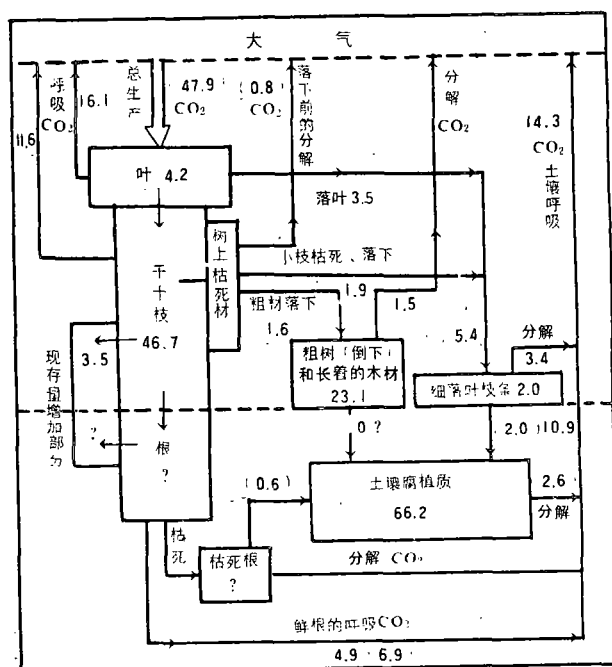 大 气
呼吸 CO₂
16.1
总生产
47.9
CO₂
(0.8)
CO₂
落下前的分解
分解 CO₂
14.3
CO₂
土壤呼吸
11.6
叶 4.2
落叶 3.5
树上枯死材
干十枝
46.7
小枝枯死、落下
1.9
粗材落下
1.6
1.5
5.4
分解
3.4
现存量增加部分
3.5
粗树(倒下)
和长着的木材
23.1
细落叶枝条 2.0
?
根
?
0?
(2.0)
10.9
(0.6)
土壤腐植质
66.2
2.6
分解
枯死
枯死根
?
分解 CO₂
鲜根的呼吸CO₂
4.9 6.9